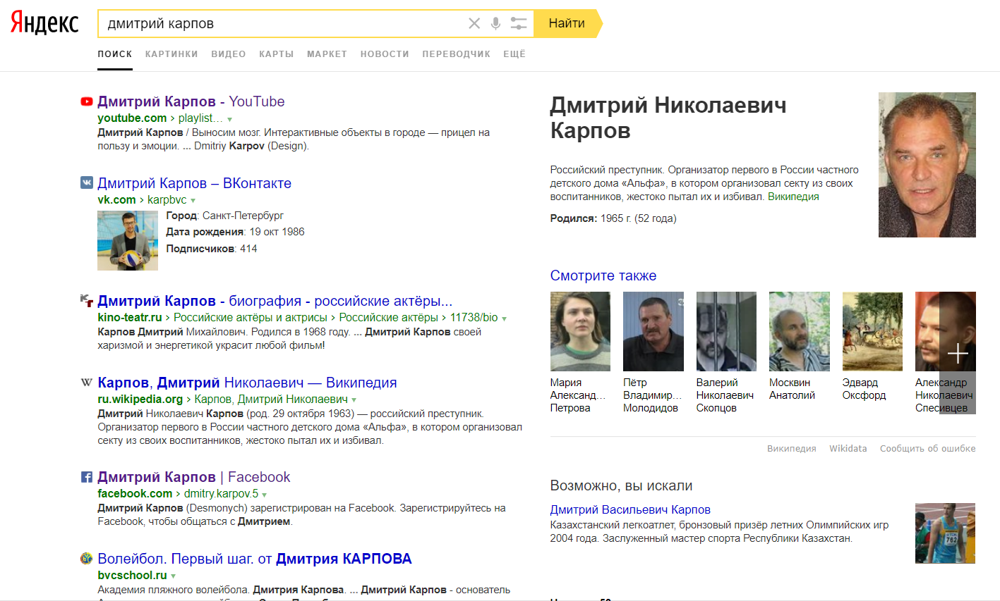 Яндекс
дмитрий карпов
Найти
ПОИСК КАРТИНКИ ВИДЕО КАРТЫ МАРКЕТ НОВОСТИ ПЕРЕВОДЧИК ЕЩЁ
Дмитрий Карпов - YouTube
youtube.com › playlist...
Дмитрий Карпов / Выносим мозг. Интерактивные объекты в городе — прицел на
пользу и эмоции. ... Dmitriy Karpov (Design).
Дмитрий Карпов – ВКонтакте
vk.com › karpbvc
Город: Санкт-Петербург
Дата рождения: 19 окт 1986
Подписчиков: 414
Дмитрий Карпов - биография - российские актёры...
kino-teatr.ru › Российские актёры и актрисы › Российские актёры › 11738/bio
Карпов Дмитрий Михайлович. Родился в 1968 году. ... Дмитрий Карпов своей
харизмой и энергетикой украсит любой фильм!
Карпов, Дмитрий Николаевич — Википедия
ru.wikipedia.org › Карпов, Дмитрий Николаевич
Дмитрий Николаевич Карпов (род. 29 октября 1963) — российский преступник.
Организатор первого в России частного детского дома «Альфа», в котором организовал
секту из своих воспитанников, жестоко пытал их и избивал.
Дмитрий Карпов | Facebook
facebook.com › dmitry.karpov.5
Дмитрий Карпов (Desmonych) зарегистрирован на Facebook. Зарегистрируйтесь на
Facebook, чтобы общаться с Дмитрием.
Волейбол. Первый шаг. от Дмитрия КАРПОВА
bvcschool.ru
Академия пляжного волейбола. Дмитрия Карпова. ... Дмитрий Карпов - основатель
Дмитрий Николаевич
Карпов
Российский преступник. Организатор первого в России частного
детского дома «Альфа», в котором организовал секту из своих
воспитанников, жестоко пытал их и избивал. Википедия
Родился: 1965 г. (52 года)
Смотрите также
Мария
Александ...
Петрова
Пётр
Владимир...
Молодидов
Валерий
Николаевич
Скопцов
Москвин
Анатолий
Эдвард
Оксфорд
Александр
Николаевич
Спесивцев
Википедия Wikidata Сообщить об ошибке
Возможно, вы искали
Дмитрий Васильевич Карпов
Казахстанский легкоатлет, бронзовый призёр летних Олимпийских игр
2004 года. Заслуженный мастер спорта Республики Казахстан.
762